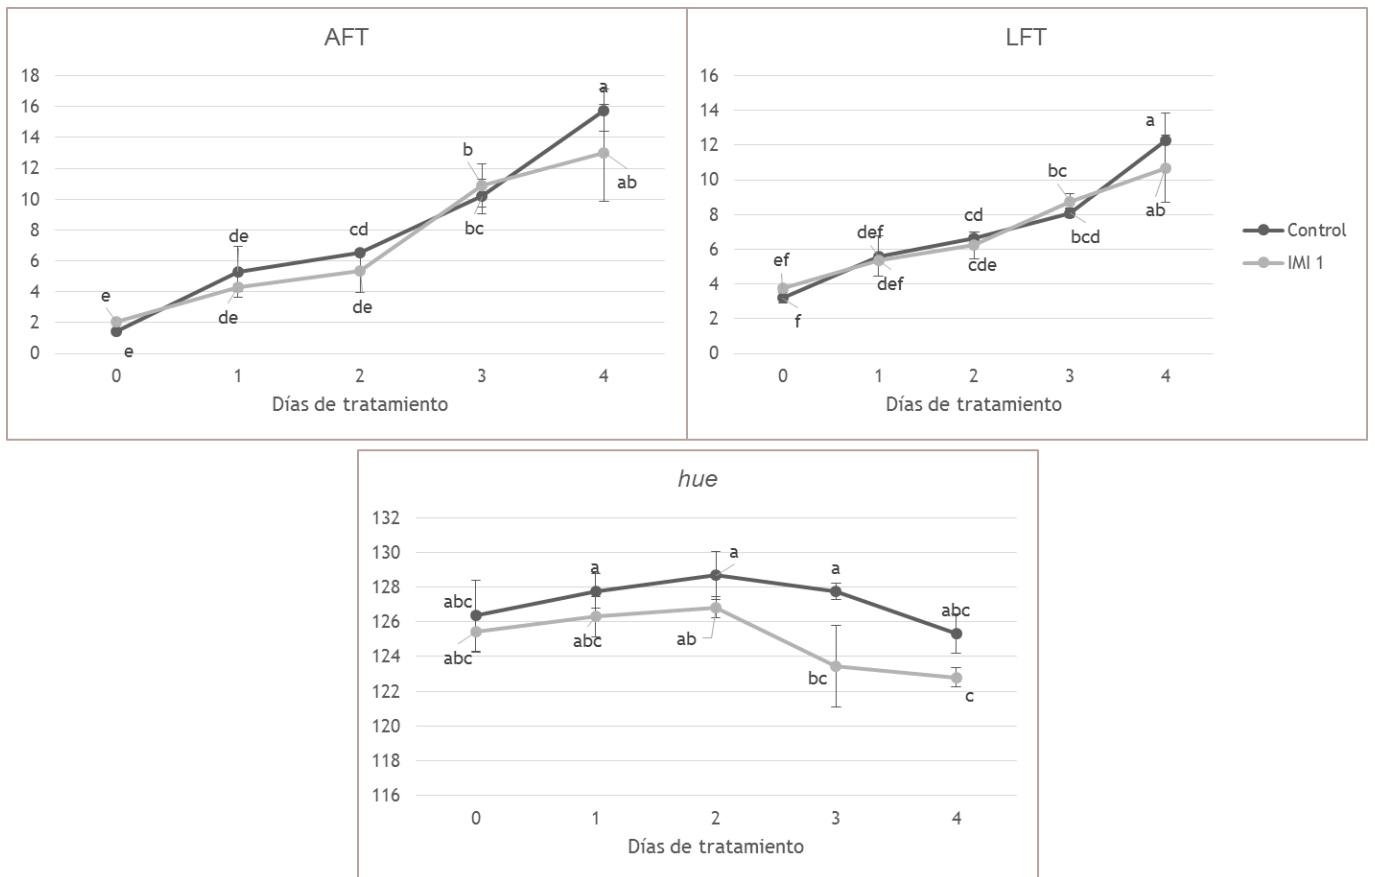 AFT
18
16
14
12
10
8
6
4
2
0
e
e
de
de
cd
de
b
bc
a
ab
0 1 2 3 4
Días de tratamiento
LFT
16
14
12
10
8
6
4
2
0
ef
f
def
def
cd
cde
bc
bcd
a
ab
0 1 2 3 4
Días de tratamiento
Control
IMI 1
hue
132
130
128
126
124
122
120
118
116
abc
abc
a
abc
a
ab
a
bc
abc
c
0 1 2 3 4
Días de tratamiento